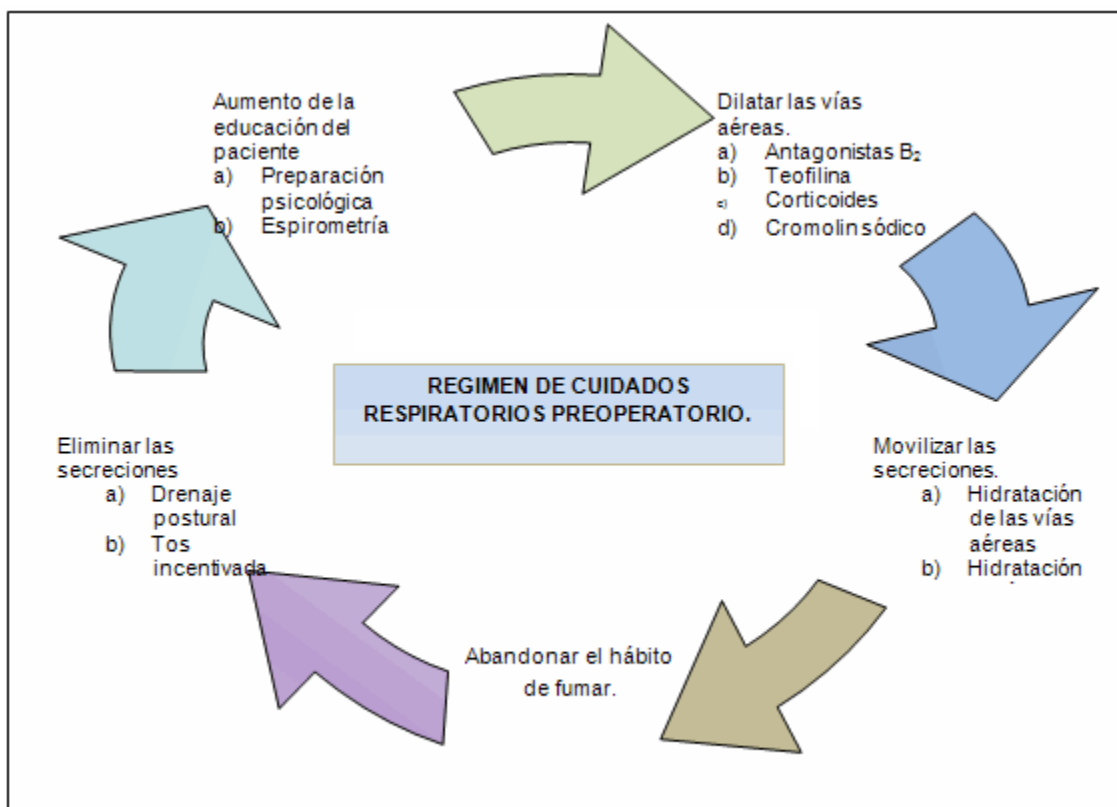 Aumento de la
educación del
paciente
a) Preparación
psicológica
b) Espirometría
Dilatar las vías
aéreas.
a) Antagonistas B₂
b) Teofilina
c) Corticoides
d) Cromolin sódico
REGIMEN DE CUIDADOS
RESPIRATORIOS PREOPERATORIO.
Movilizar las
secreciones.
a) Hidratación
de las vías
aéreas
b) Hidratación
Abandonar el hábito
de fumar.
Eliminar las
secreciones
a) Drenaje
postural
b) Tos
incentivada